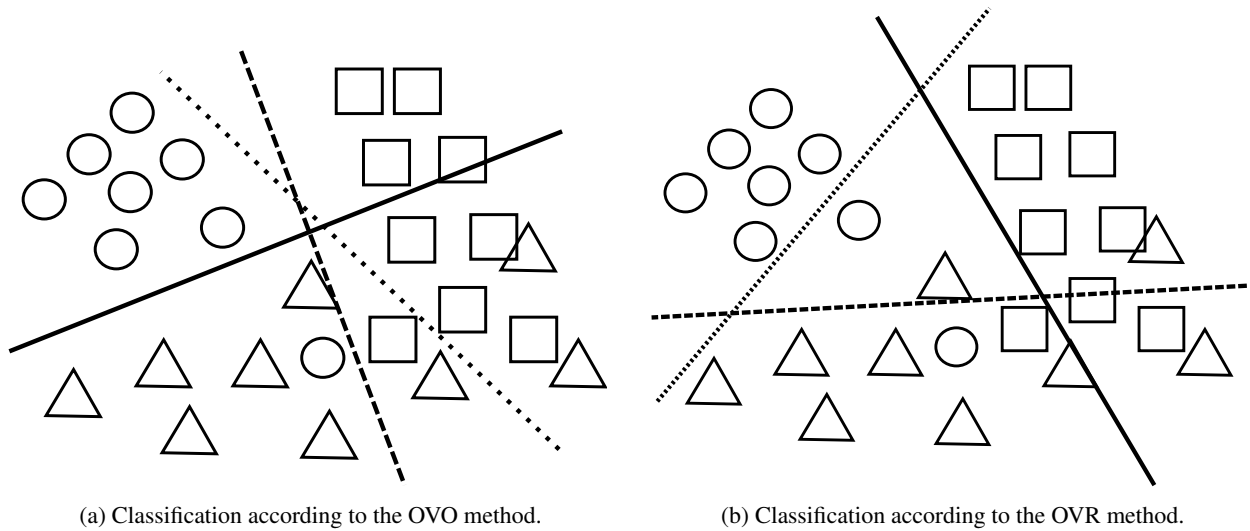 (a) Classification according to the OVO method.
(b) Classification according to the OVR method.